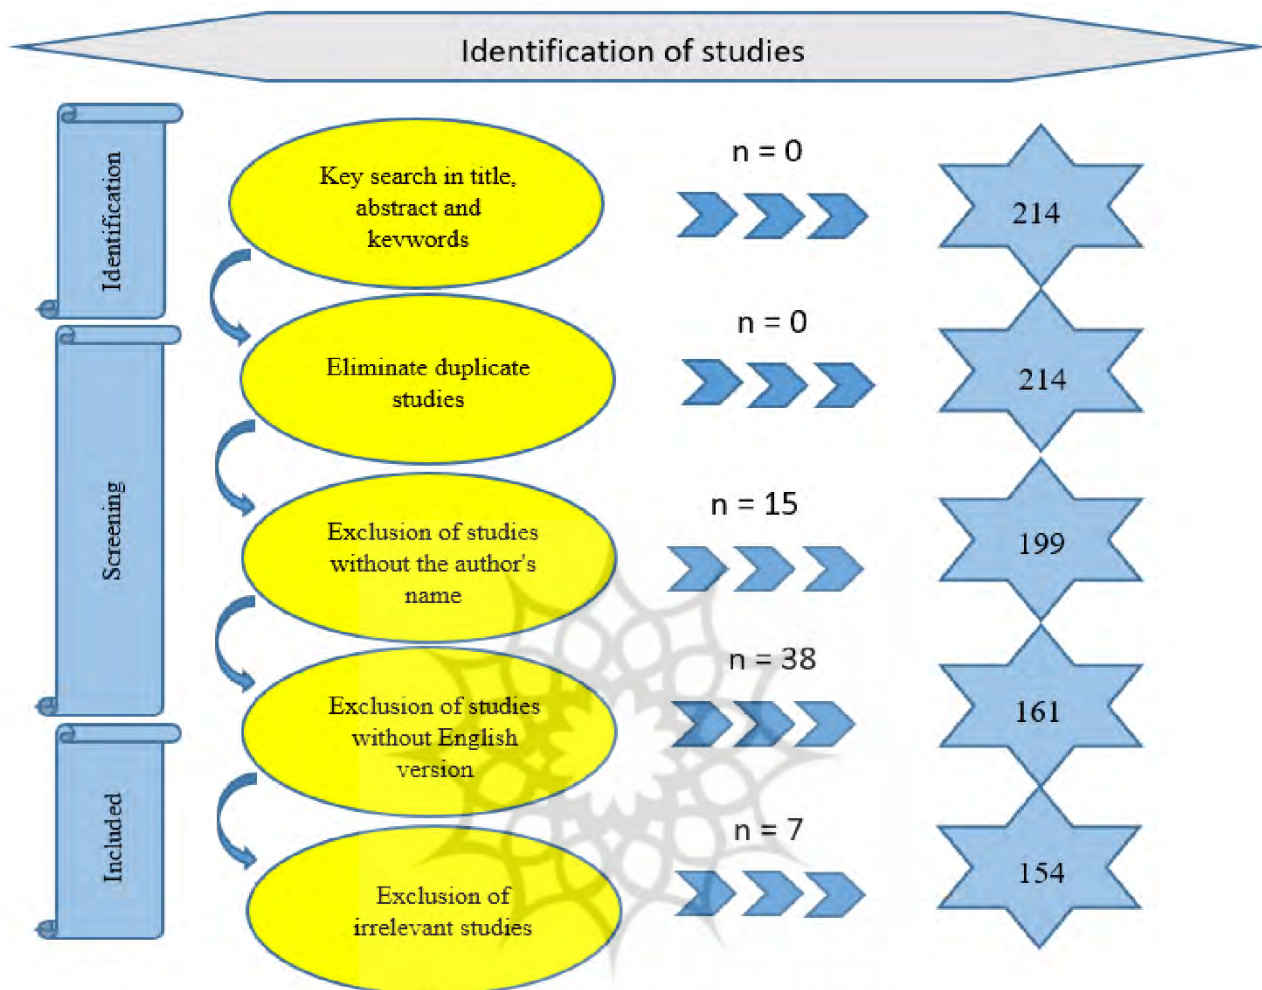 Identification of studies
Identification
Key search in title,
abstract and
kevwords
n = 0
214
Screening
Eliminate duplicate
studies
n = 0
214
Exclusion of studies
without the author's
name
n = 15
199
Exclusion of studies
without English
version
n = 38
161
Included
Exclusion of
irrelevant studies
n = 7
154